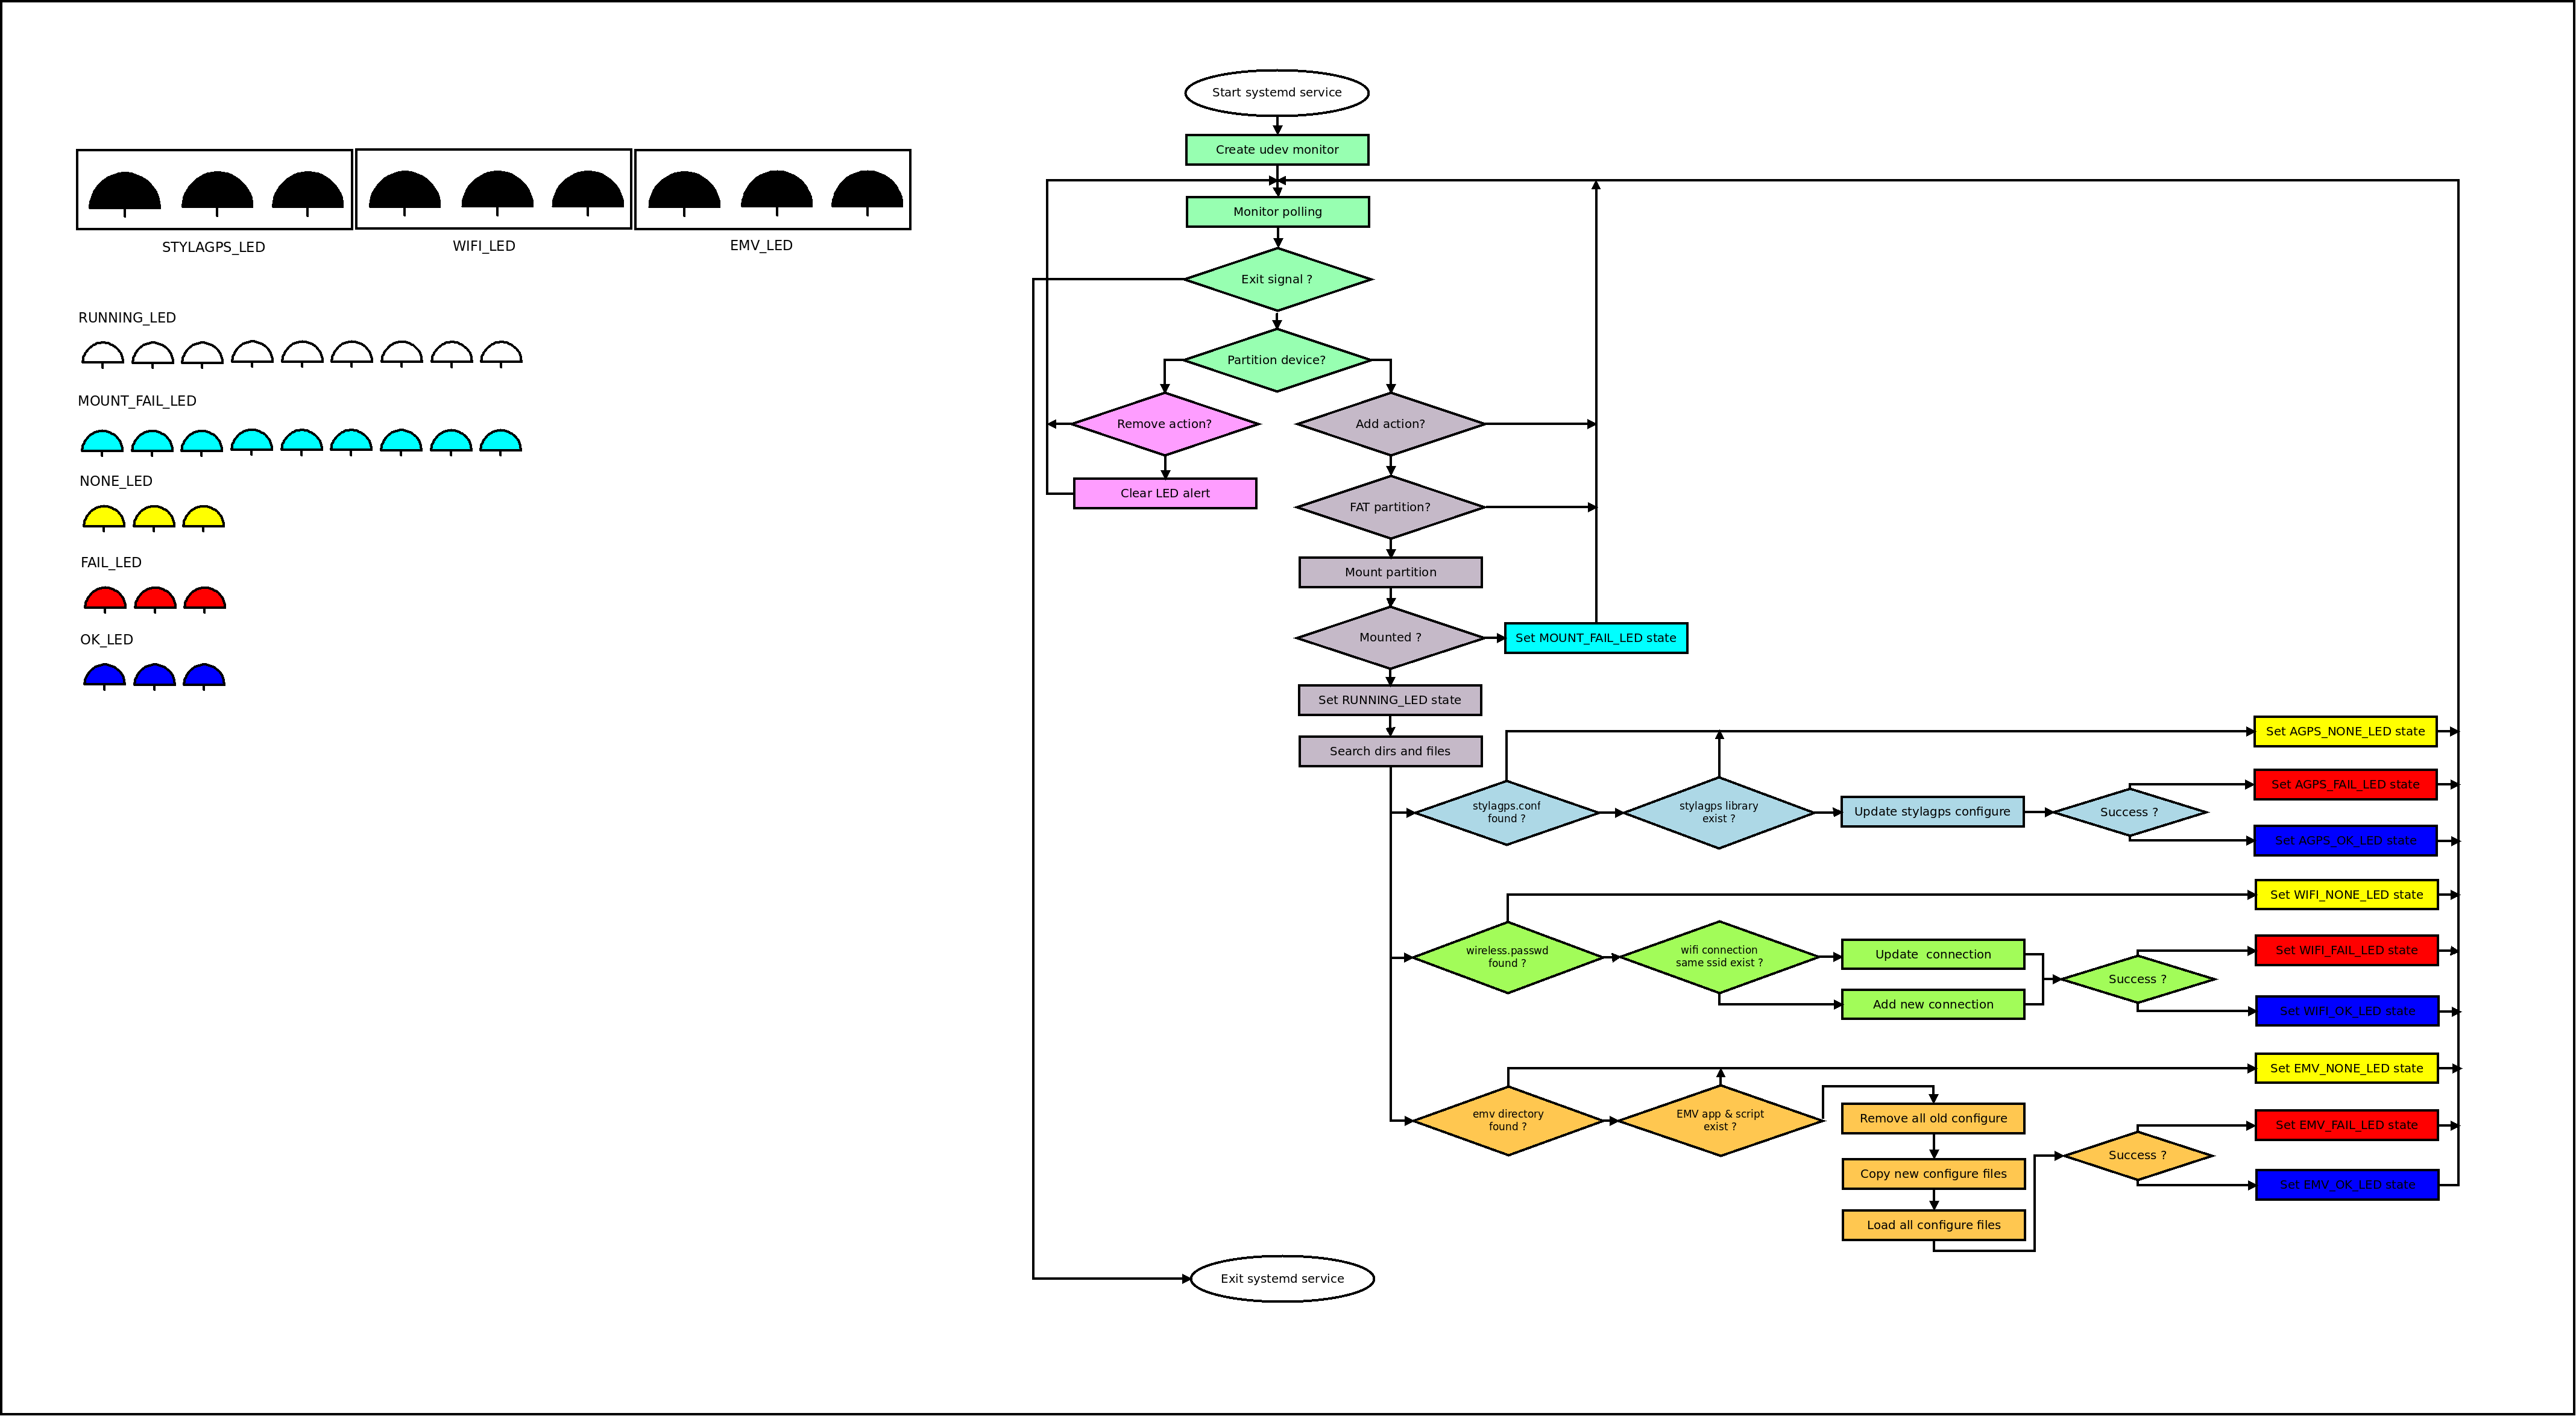 STYLAGPS_LED
WIFI_LED
EMV_LED
RUNNING_LED
MOUNT_FAIL_LED
NONE_LED
FAIL_LED
OK_LED
Start systemd service
Create udev monitor
Monitor polling
Exit signal ?
Partition device?
Remove action?
Add action?
Clear LED alert
FAT partition?
Mount partition
Mounted ?
Set MOUNT_FAIL_LED state
Set RUNNING_LED state
Search dirs and files
Set AGPS_NONE_LED state
stylagps.conf
found ?
stylagps library
exist ?
Update stylagps configure
Success ?
Set AGPS_FAIL_LED state
Set AGPS_OK_LED state
Set WIFI_NONE_LED state
wireless.passwd
found ?
wifi connection
same ssid exist ?
Update  connection
Add new connection
Success ?
Set WIFI_FAIL_LED state
Set WIFI_OK_LED state
Set EMV_NONE_LED state
emv directory
found ?
EMV app & script
exist ?
Remove all old configure
Copy new configure files
Load all configure files
Success ?
Set EMV_FAIL_LED state
Set EMV_OK_LED state
Exit systemd service